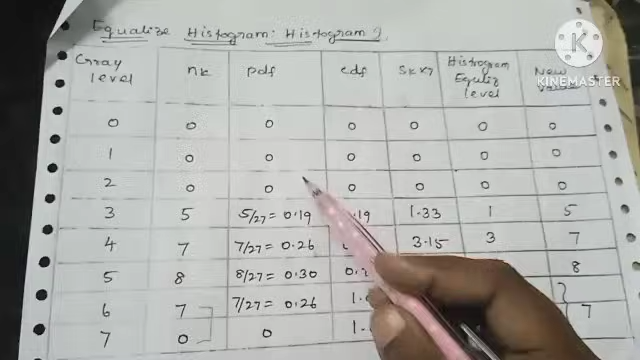 Equalize Histogram: Histogram 2
KINEMASTER
Gray level nk pdf cdf Sk×7 Histrogram Equliz level New
0 0 0 0 0 0 0
1 0 0 0 0 0 0
2 0 0 0 0 0 0
3 5 5/27 = 0.19 .19 1.33 1 5
4 7 7/27 = 0.26 3.15 3 7
5 8 8/27 = 0.30 8
6 7 7/27 = 0.26 7
7 0 0